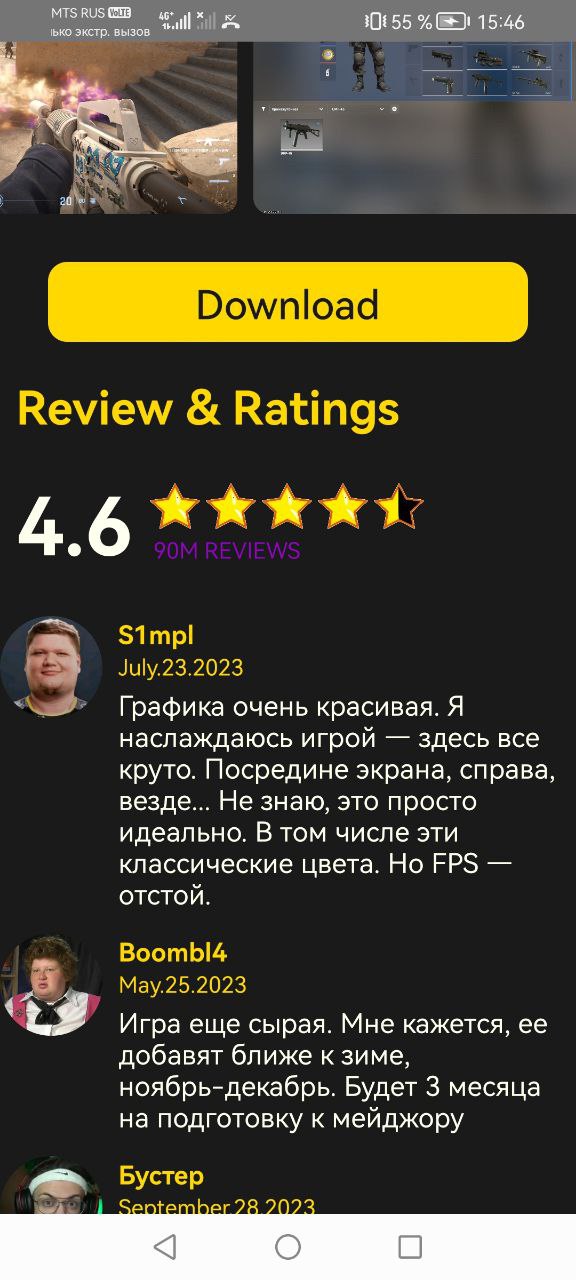 MTS RUS VoLTE
4G+
55 %
15:46
ько экстр. вызов
20
Download
Review & Ratings
4.6
90M REVIEWS
S1mpl
July.23.2023
Графика очень красивая. Я
наслаждаюсь игрой — здесь все
круто. Посредине экрана, справа,
везде... Не знаю, это просто
идеально. В том числе эти
классические цвета. Но FPS —
отстой.
Boombl4
May.25.2023
Игра еще сырая. Мне кажется, ее
добавят ближе к зиме,
ноябрь-декабрь. Будет 3 месяца
на подготовку к мейджору
Бустер
September.28.2023